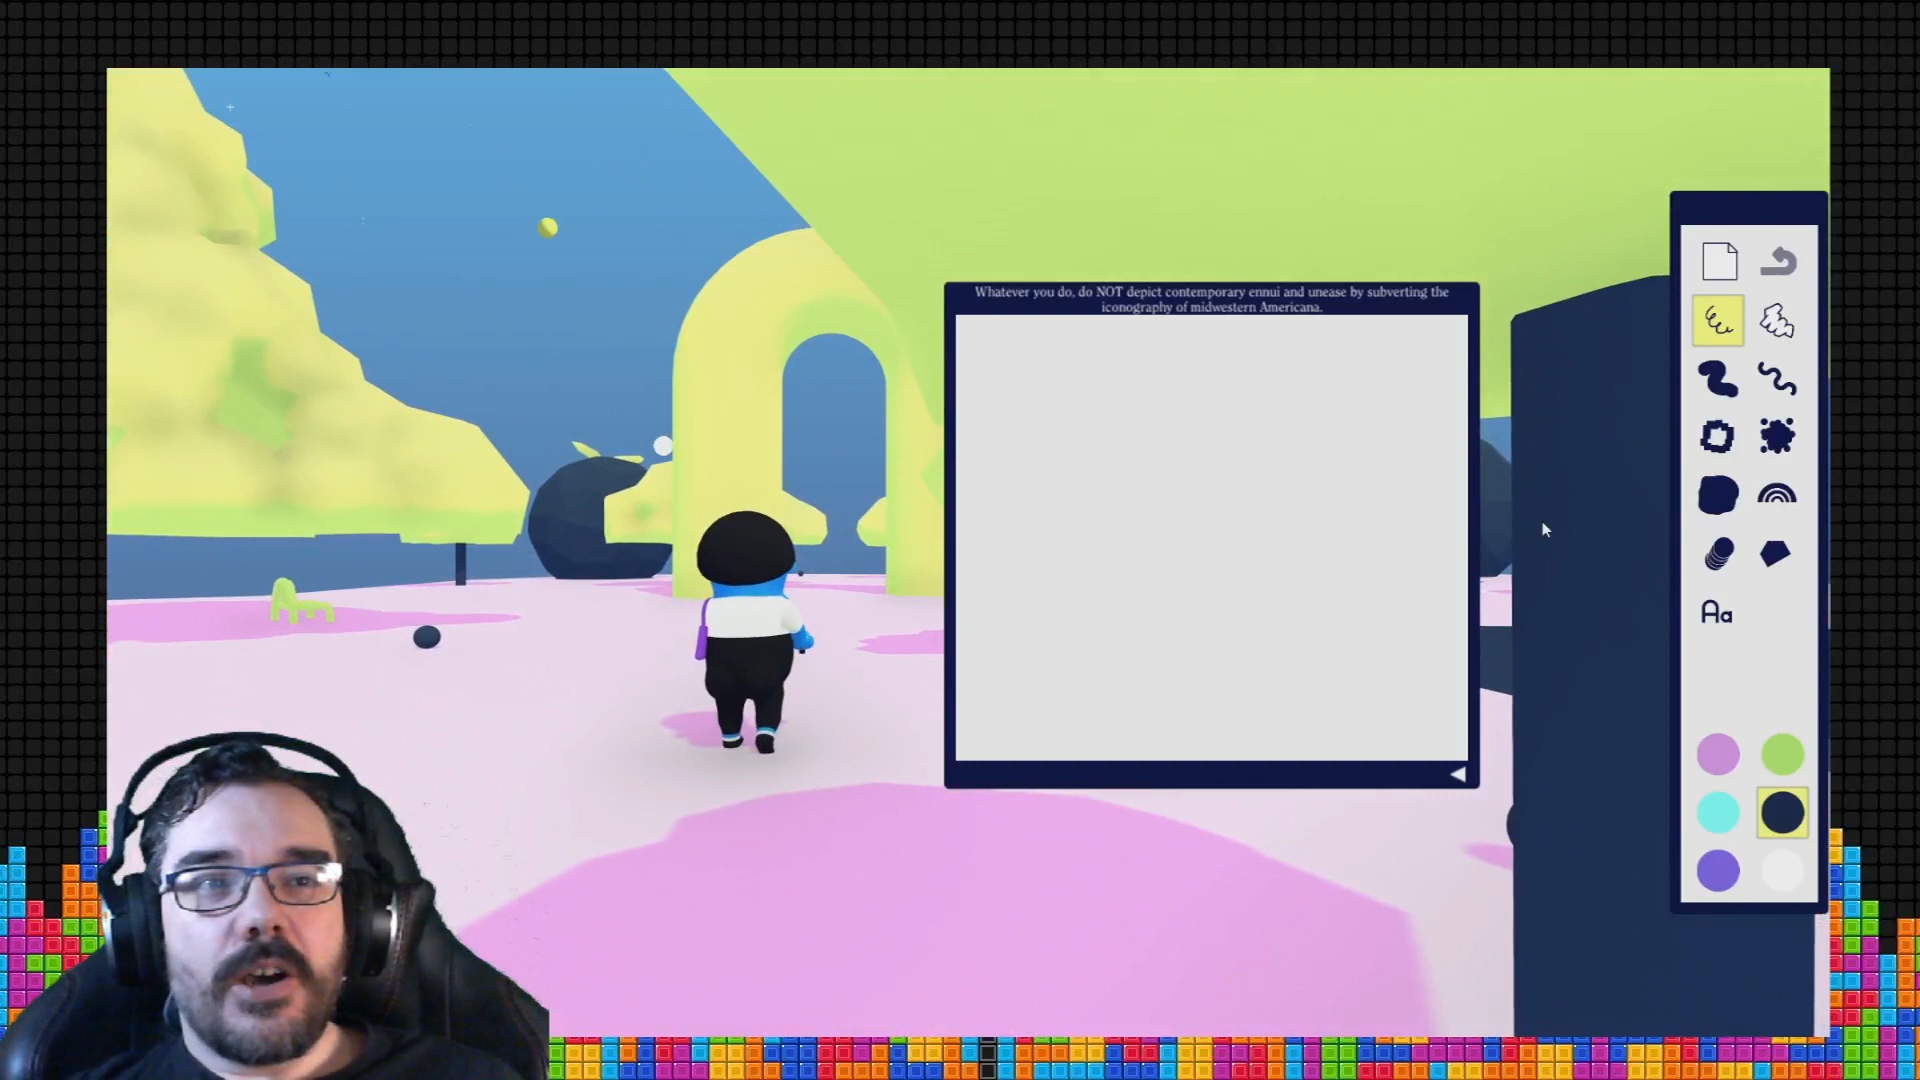 Whatever you do, do NOT depict contemporary ennui and unease by subverting the
iconography of midwestern Americana.
Aa